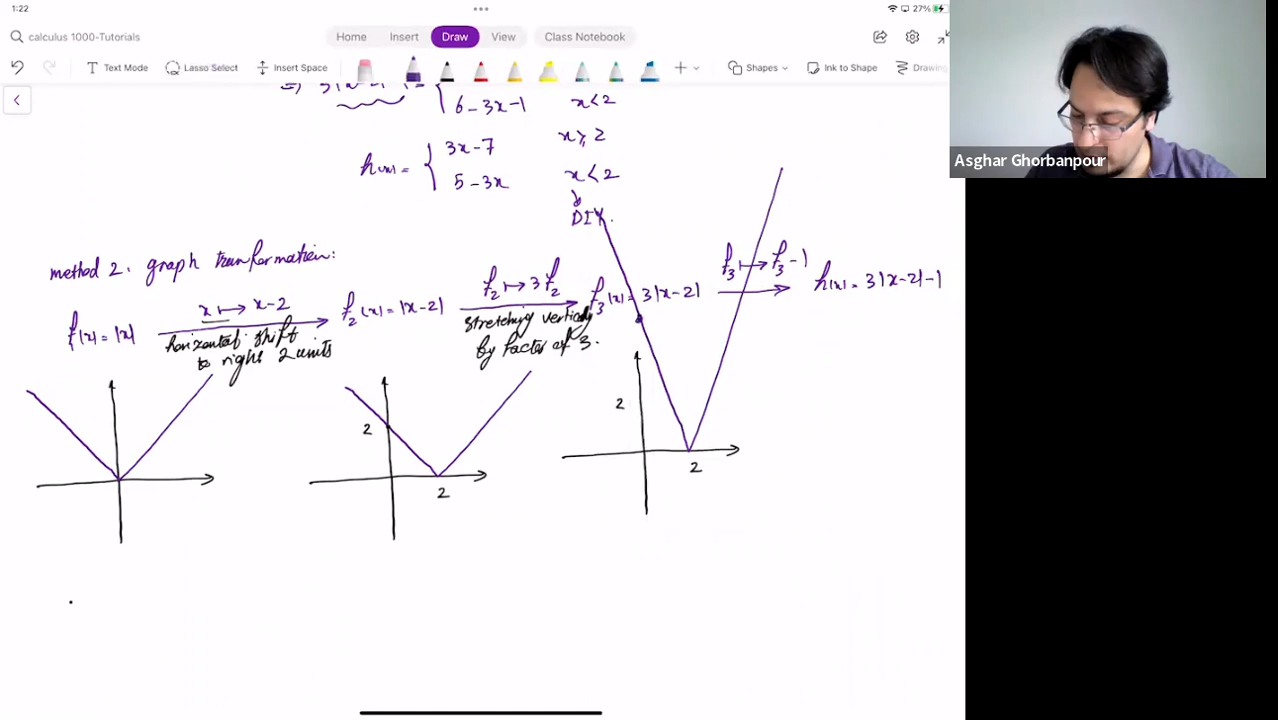 1:22
27%
calculus 1000-Tutorials
Home Insert Draw View Class Notebook
Text Mode Lasso Select Insert Space Shapes Ink to Shape Drawing
Asghar Ghorbanpour
6-3x-1 x<2
h(x)= { 3x-7 x≥2
5-3x x<2
DIY.
method 2. graph transformation:
f(x)=|x| x↦x-2 f₂(x)=|x-2| f₂↦3f₂ f₃(x)=3|x-2| f₃↦f₃-1 h(x)=3|x-2|-1
horizontal shift to right 2 units
stretching vertically by factor of 3.
2 2
2 2